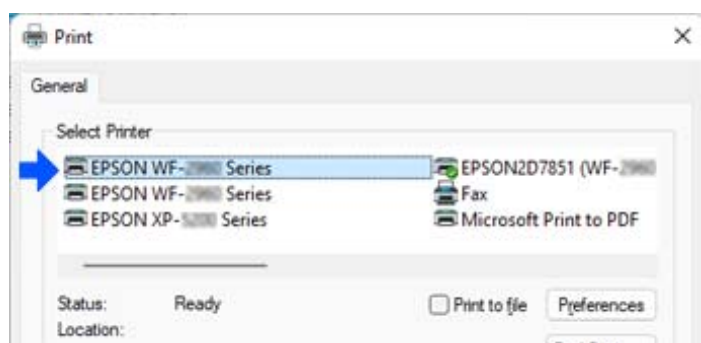 Print
General
Select Printer
EPSON WF- Series
EPSON2D7851 (WF-
EPSON WF- Series
Fax
EPSON XP- Series
Microsoft Print to PDF
Status: Ready
Print to file
Preferences
Location: